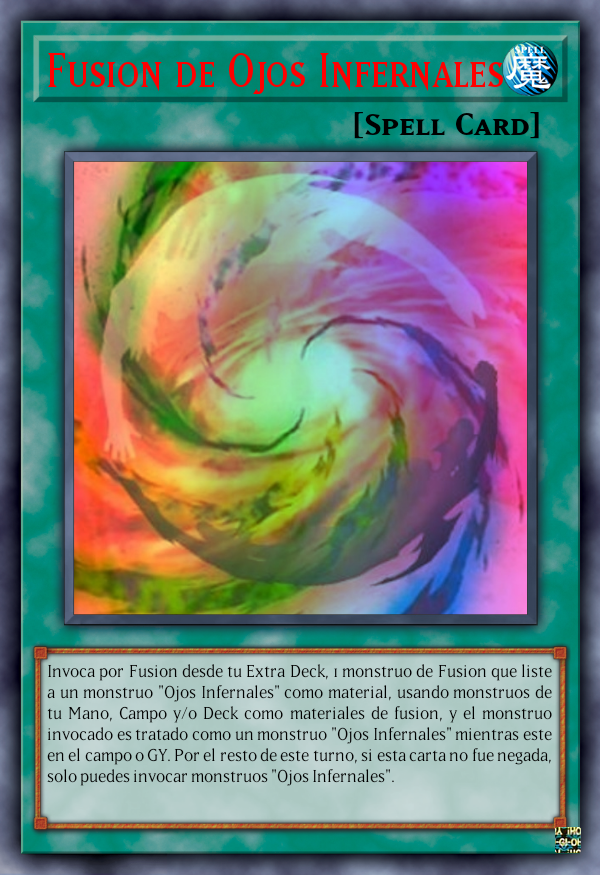 Fusion de Ojos Infernales
SPELL
魔
[Spell Card]
Invoca por Fusion desde tu Extra Deck, 1 monstruo de Fusion que liste
a un monstruo "Ojos Infernales" como material, usando monstruos de
tu Mano, Campo y/o Deck como materiales de fusion, y el monstruo
invocado es tratado como un monstruo "Ojos Infernales" mientras este
en el campo o GY. Por el resto de este turno, si esta carta no fue negada,
solo puedes invocar monstruos "Ojos Infernales".